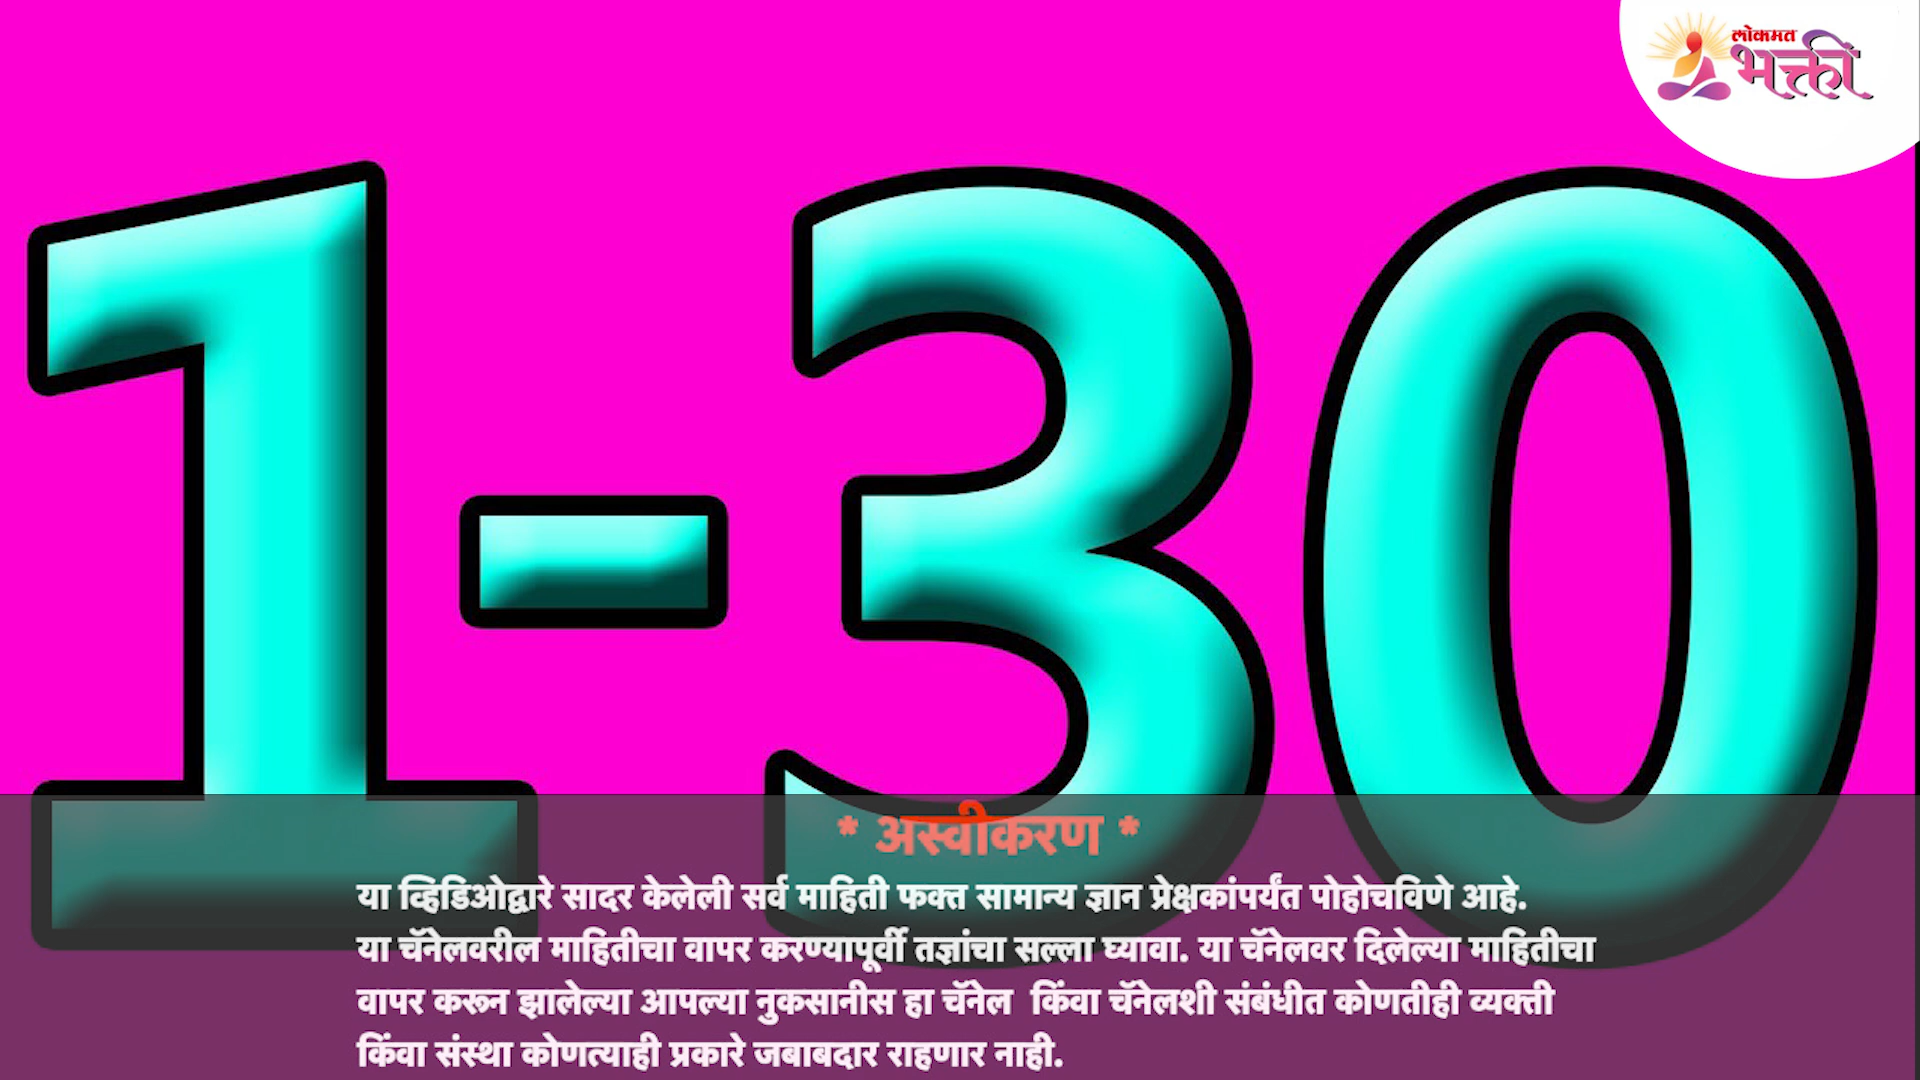 लोकमत
भक्ती
1-30
* अस्वीकरण *
या व्हिडिओद्वारे सादर केलेली सर्व माहिती फक्त सामान्य ज्ञान प्रेक्षकांपर्यंत पोहोचविणे आहे.
या चॅनेलवरील माहितीचा वापर करण्यापूर्वी तज्ञांचा सल्ला घ्यावा. या चॅनेलवर दिलेल्या माहितीचा
वापर करून झालेल्या आपल्या नुकसानीस हा चॅनेल किंवा चॅनेलशी संबंधीत कोणतीही व्यक्ती
किंवा संस्था कोणत्याही प्रकारे जबाबदार राहणार नाही.